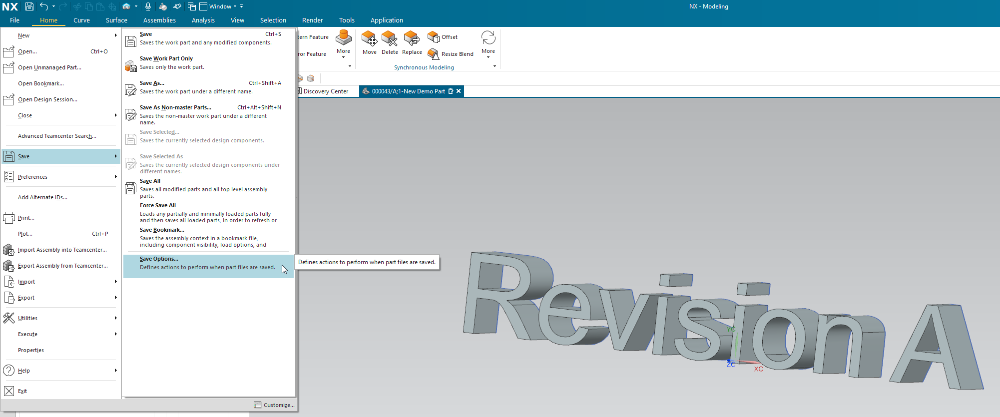 NX
Window
NX - Modeling
File
Home
Curve
Surface
Assemblies
Analysis
View
Selection
Render
Tools
Application
New
Open... Ctrl+O
Open Unmanaged Part...
Open Bookmark...
Open Design Session...
Close
Advanced Teamcenter Search...
Save
Preferences
Add Alternate IDs...
Print...
Plot... Ctrl+P
Import Assembly into Teamcenter...
Export Assembly from Teamcenter...
Import
Export
Utilities
Execute
Properties
Help
Exit
Save Ctrl+S
Saves the work part and any modified components.
Save Work Part Only
Saves only the work part.
Save As... Ctrl+Shift+A
Saves the work part under a different name.
Save As Non-master Parts... Ctrl+Alt+Shift+N
Saves the non-master work part under a different
name.
Save Selected...
Saves the currently selected design components.
Save Selected As
Saves the currently selected design components under
different names.
Save All
Saves all modified parts and all top level assembly
parts.
Force Save All
Loads any partially and minimally loaded parts fully
and then saves all loaded parts, in order to refresh or
Save Bookmark...
Saves the assembly context in a bookmark file,
including component visibility, load options, and
Save Options...
Defines actions to perform when part files are saved.
Customize...
Defines actions to perform when part files are saved.
tern Feature
ror Feature
More
Move
Delete
Replace
Offset
Resize Blend
More
Synchronous Modeling
Discovery Center
000043/A;1-New Demo Part
Revision A
YC
ZC
XC